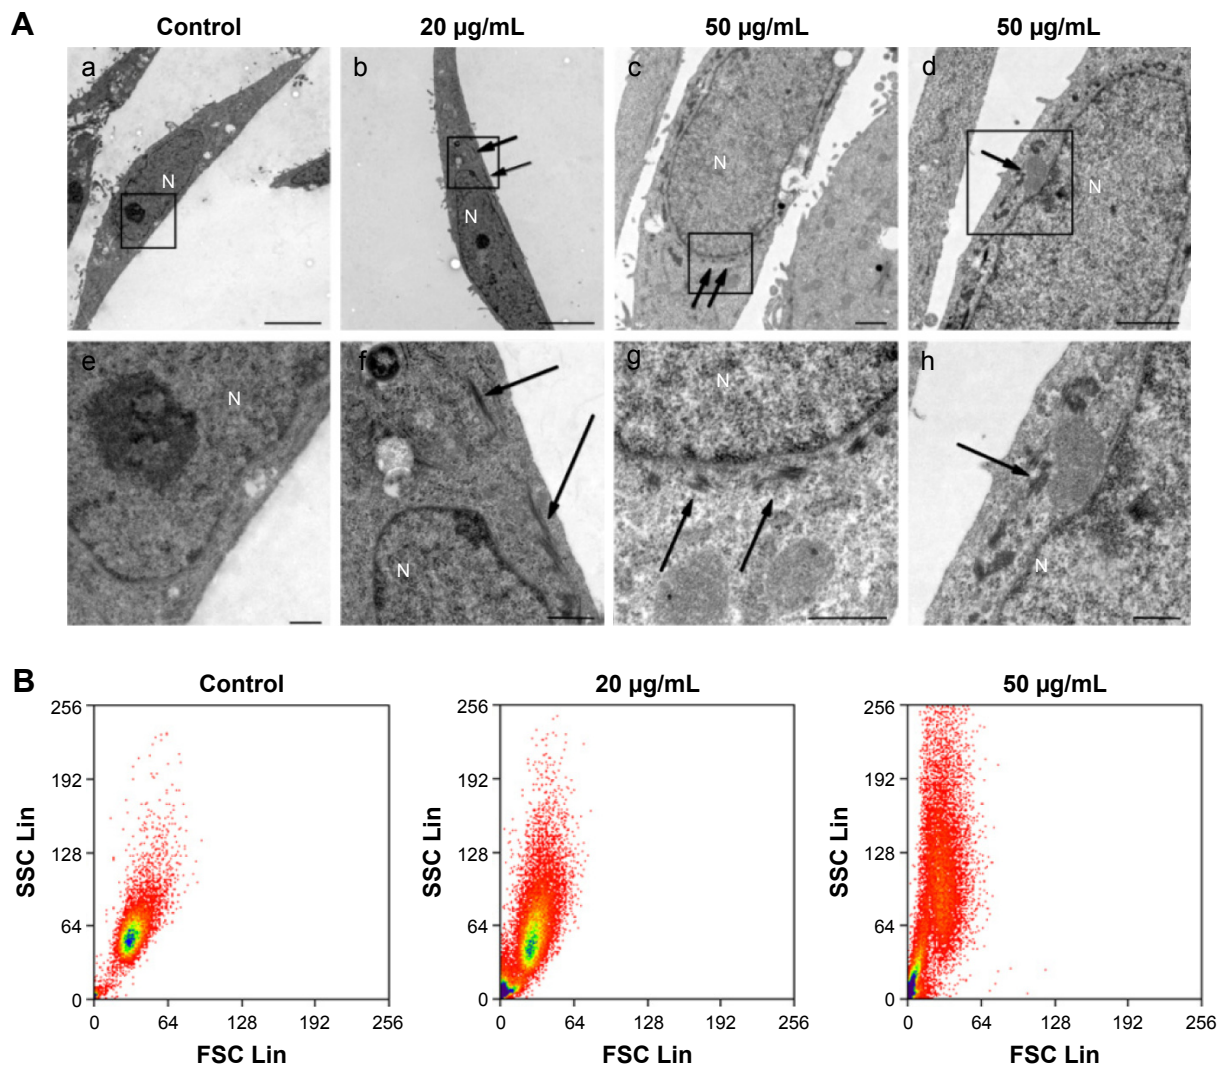 A
Control 20 µg/mL 50 µg/mL 50 µg/mL
a b c d
N N N N
e f g h
N N N N
B
Control 20 µg/mL 50 µg/mL
256 256 256
192 192 192
128 128 128
64 64 64
0 0 0
SSC Lin SSC Lin SSC Lin
0 64 128 192 256 0 64 128 192 256 0 64 128 192 256
FSC Lin FSC Lin FSC Lin